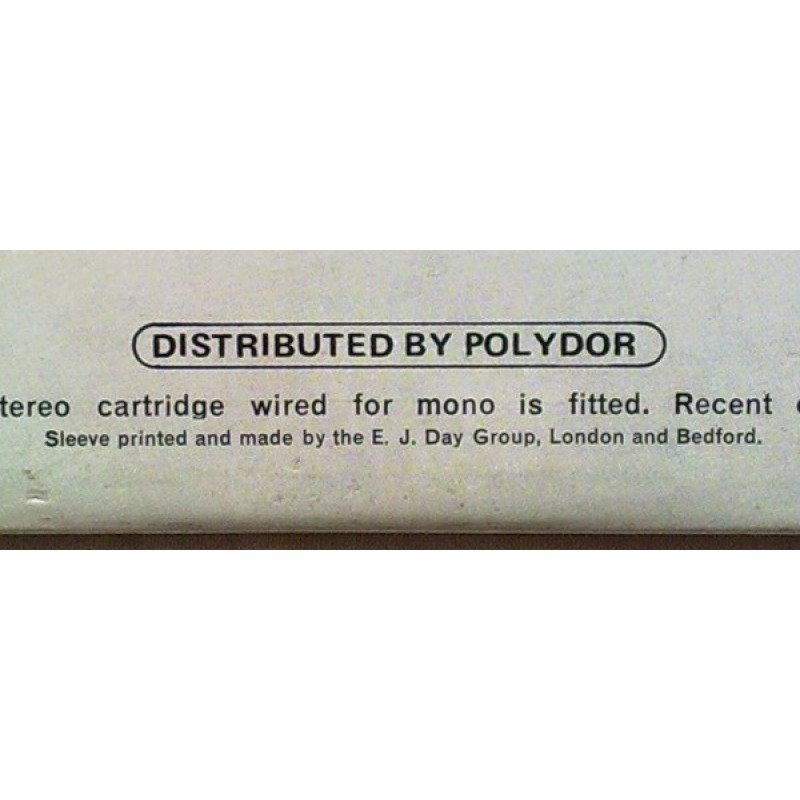 DISTRIBUTED BY POLYDOR
tereo cartridge wired for mono is fitted. Recent
Sleeve printed and made by the E. J. Day Group, London and Bedford.